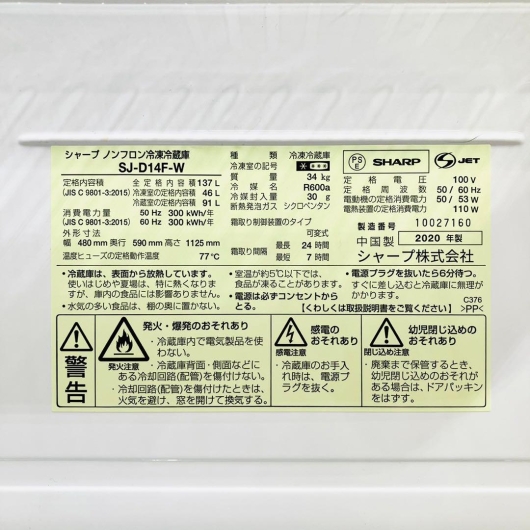 シャープ ノンフロン冷凍冷蔵庫
SJ-D14F-W
定格内容積 全定格内容積 137 L
(JIS C 9801-3:2015) 冷凍室の定格内容積 46 L
冷蔵室の定格内容積 91 L
消費電力量 50 Hz 300 kWh/年
(JIS C 9801-3:2015) 60 Hz 300 kWh/年
外形寸法
幅 480 mm 奥行 590 mm 高さ 1125 mm
温度ヒューズの定格動作温度 77℃
種類 冷凍冷蔵庫
冷凍室の記号
質量 34 kg
冷媒名 R600a
冷媒封入量 30 g
断熱発泡ガス シクロペンタン
霜取り制御装置のタイプ
可変式
霜取り間隔 最長 24 時間
最短 7 時間
PS E SHARP S JET
定格電圧 100 V
定格周波数 50 / 60 Hz
電動機の定格消費電力 50 / 53 W
電熱装置の定格消費電力 110 W
製造番号 10027160
中国製 2020 年製
シャープ株式会社
・冷蔵庫は、表面から放熱しています。
使いはじめや夏場は、特に熱くなりますが、庫内の食品には影響ありません。
・水気の多い食品は、棚の奥に置かない。
・室温が約5℃以下では、
食品が凍ることがあります。
・電源は必ずコンセントから
とる。
・電源プラグを抜いたら6分待つ。
すぐに差し込むと冷蔵庫が
故障することがあります。
C376
【くわしくは取扱説明書をご覧ください】 >PP<
警告
発火・爆発のおそれあり
発火注意
・冷蔵庫内で電気製品を使
わない。
・冷蔵庫背面・側面などに
ある冷却回路(配管)を傷付けない。
・冷却回路(配管)を傷付けたときは、
火気を避け、窓を開けて換気する。
感電の
おそれあり
感電注意
・冷蔵庫のお手入
れ時は、電源プ
ラグを抜く。
幼児閉じ込めの
おそれあり
閉じ込め注意
・廃棄まで保管するときに、
幼児閉じ込めのおそれが
ある場合は、ドアパッキン
をはずす。